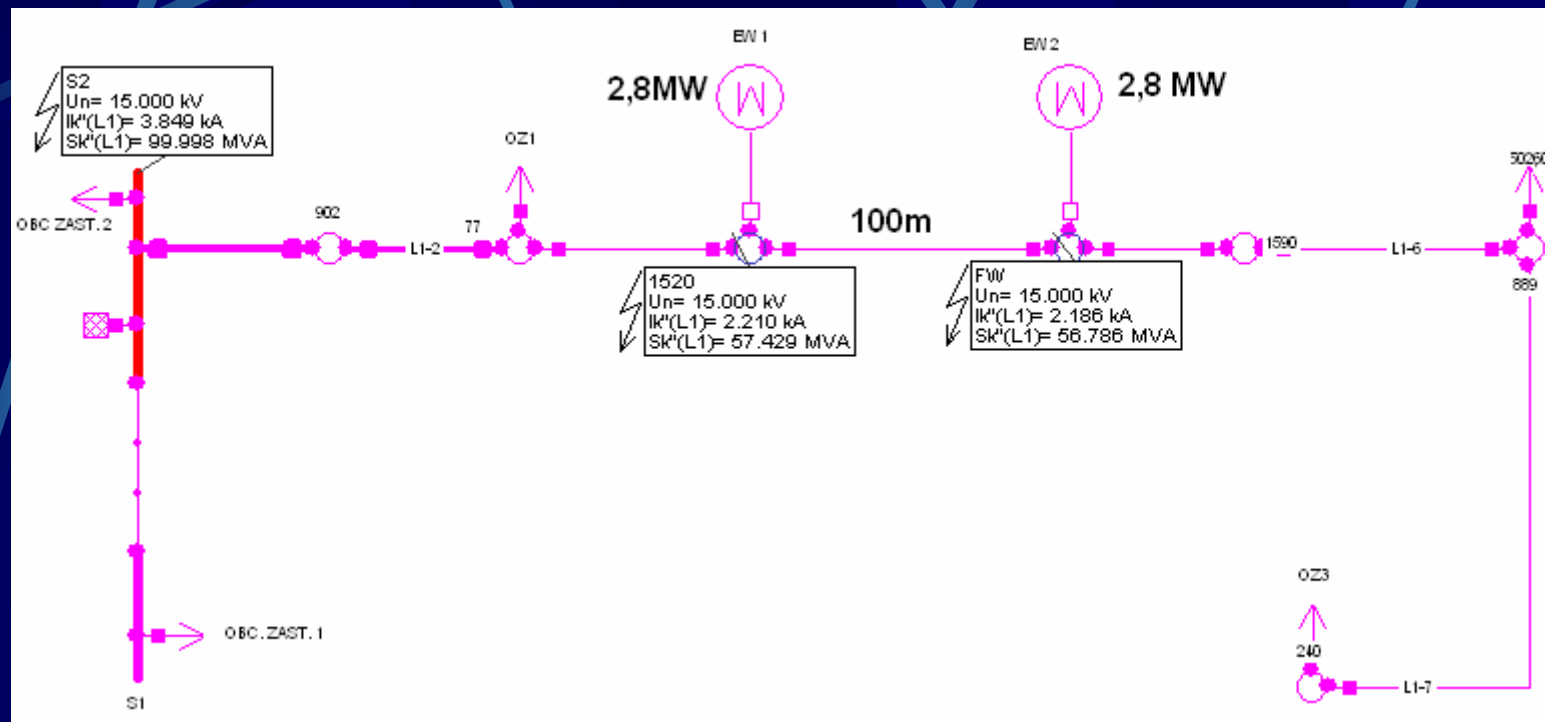 EW 1
EW 2
2,8MW
2,8 MW
S2
Un= 15.000 kV
Ik"(L1)= 3.849 kA
Sk"(L1)= 99.998 MVA
OZ1
50260
OBC ZAST. 2
902
L1-2
77
100m
1590
L1-6
889
1520
Un= 15.000 kV
Ik"(L1)= 2.210 kA
Sk"(L1)= 57.429 MVA
FW
Un= 15.000 kV
Ik"(L1)= 2.186 kA
Sk"(L1)= 56.786 MVA
OZ3
OBC.ZAST. 1
240
L1-7
S1